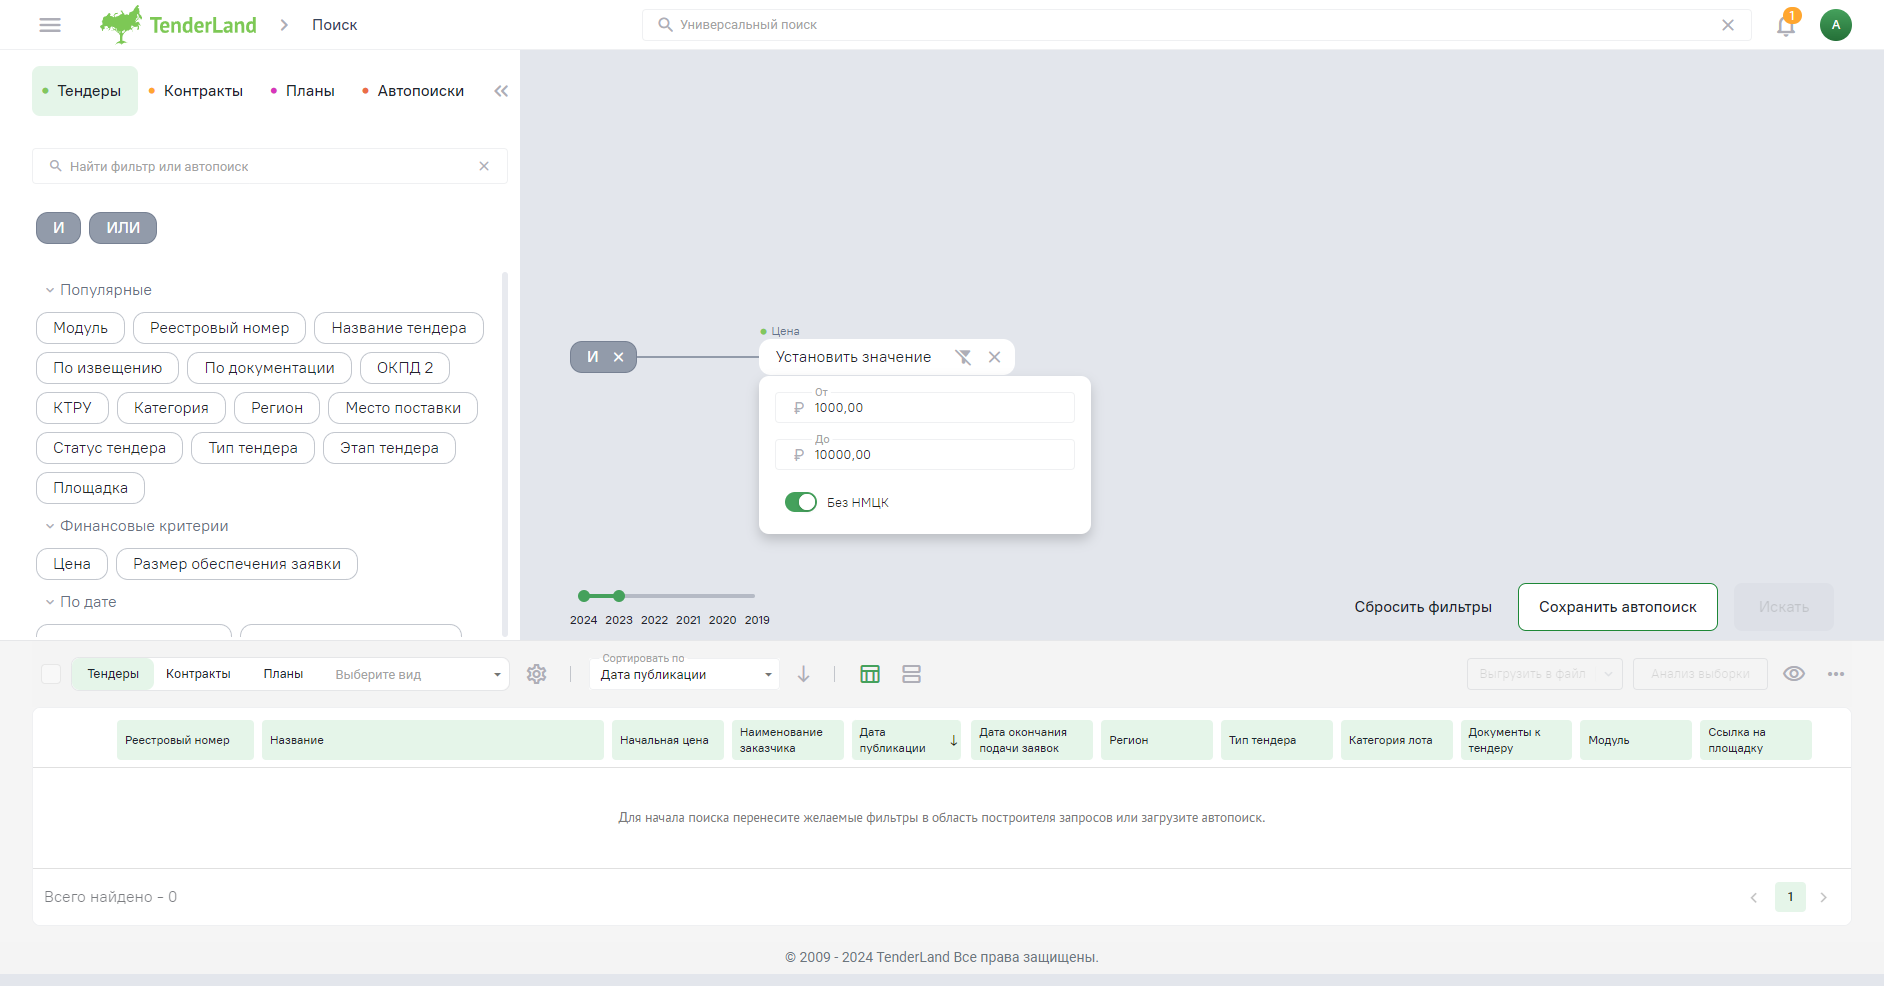 TenderLand
Поиск
Универсальный поиск
1
А
Тендеры
Контракты
Планы
Автопоиски
Найти фильтр или автопоиск
И
ИЛИ
Популярные
Модуль
Реестровый номер
Название тендера
По извещению
По документации
ОКПД 2
КТРУ
Категория
Регион
Место поставки
Статус тендера
Тип тендера
Этап тендера
Площадка
Финансовые критерии
Цена
Размер обеспечения заявки
По дате
И
Цена
Установить значение
От
₽ 1000,00
До
₽ 10000,00
Без НМЦК
2024 2023 2022 2021 2020 2019
Сбросить фильтры
Сохранить автопоиск
Искать
Тендеры
Контракты
Планы
Выберите вид
Сортировать по
Дата публикации
Выгрузить в файл
Анализ выборки
Реестровый номер
Название
Начальная цена
Наименование
заказчика
Дата
публикации
Дата окончания
подачи заявок
Регион
Тип тендера
Категория лота
Документы к
тендеру
Модуль
Ссылка на
площадку
Для начала поиска перенесите желаемые фильтры в область построителя запросов или загрузите автопоиск.
Всего найдено - 0
1
© 2009 - 2024 TenderLand Все права защищены.